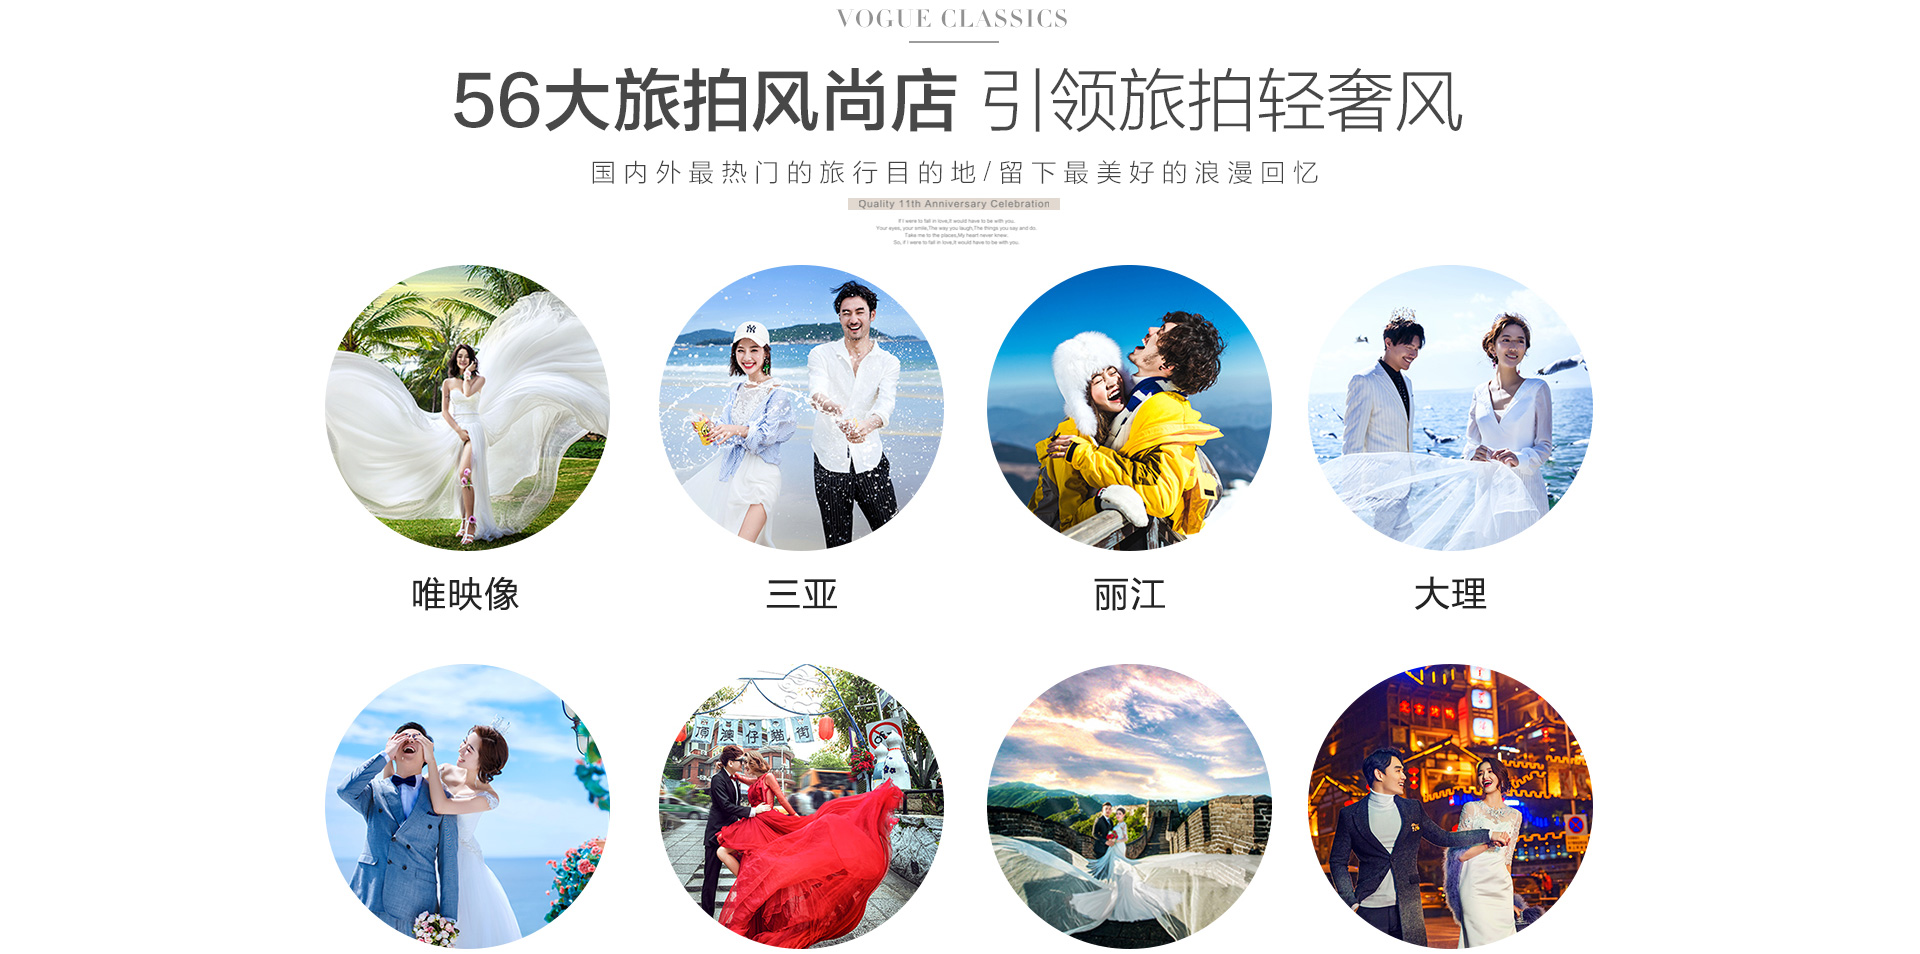 VOGUE CLASSICS
56大旅拍风尚店 引领旅拍轻奢风
国内外最热门的旅行目的地/留下最美好的浪漫回忆
Quality 11th Anniversary Celebration
If I were to fall in love,it would have to be with you.
Your eyes, your smile,The way you laugh,The things you say and do.
Take me to the places,My heart never knew.
So, if I were to fall in love,it would have to be with you.
NY
唯映像
三亚
丽江
大理
顶澳仔猫街